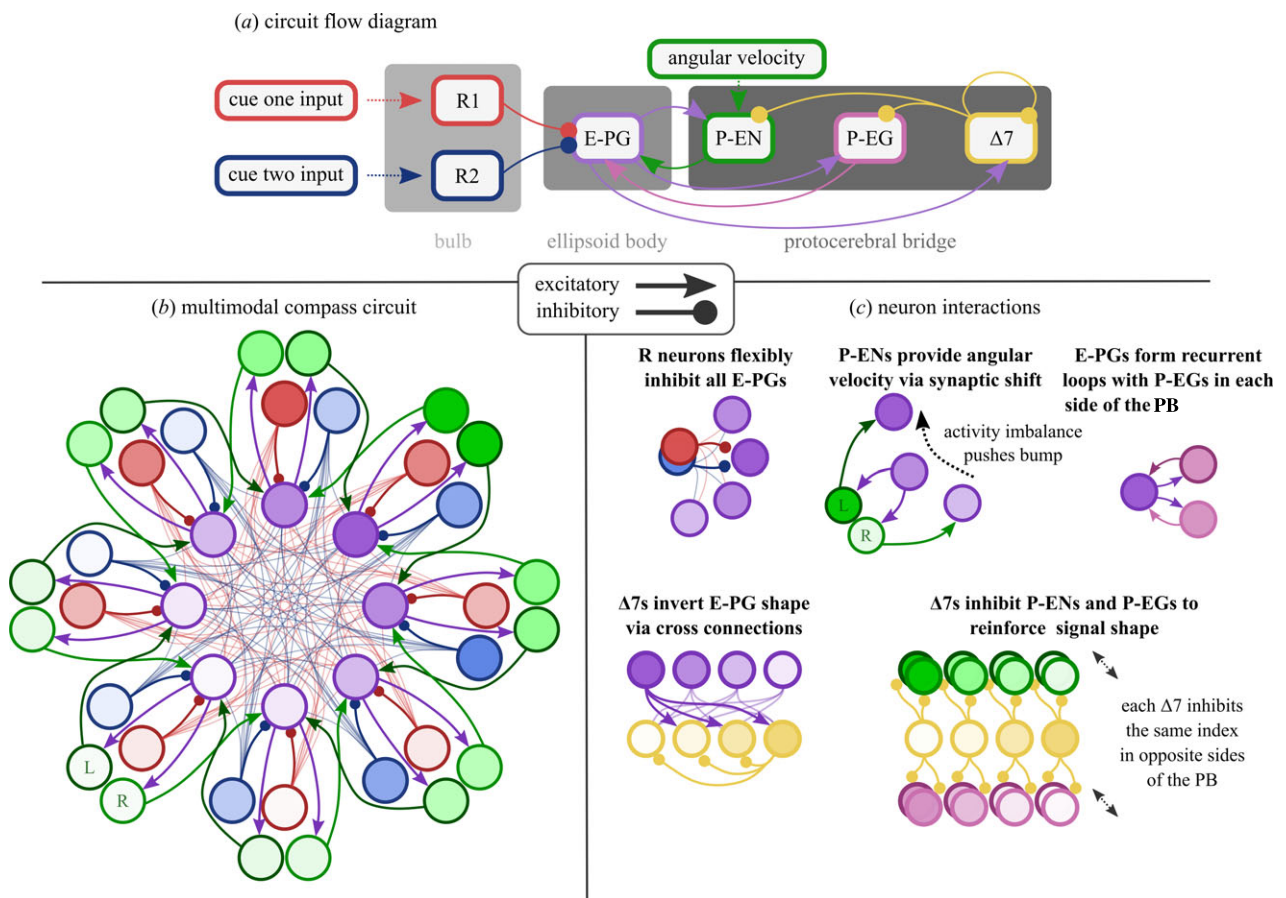 (a) circuit flow diagram
angular velocity
cue one input
R1
E-PG
P-EN
P-EG
Δ7
cue two input
R2
bulb
ellipsoid body
protocerebral bridge
excitatory
inhibitory
(b) multimodal compass circuit
L
R
(c) neuron interactions
R neurons flexibly
inhibit all E-PGs
P-ENs provide angular
velocity via synaptic shift
activity imbalance
pushes bump
L
R
E-PGs form recurrent
loops with P-EGs in each
side of the PB
Δ7s invert E-PG shape
via cross connections
Δ7s inhibit P-ENs and P-EGs to
reinforce signal shape
each Δ7 inhibits
the same index
in opposite sides
of the PB